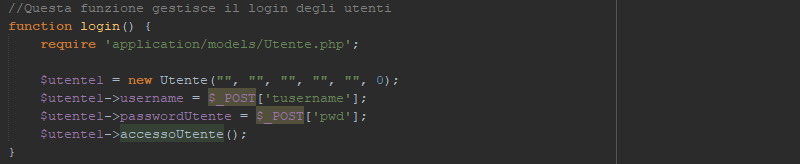 //Questa funzione gestisce il login degli utenti
function login() {
    require 'application/models/Utente.php';

    $utente1 = new Utente("", "", "", "", "", 0);
    $utente1->username = $_POST['tusername'];
    $utente1->passwordUtente = $_POST['pwd'];
    $utente1->accessoUtente();
}